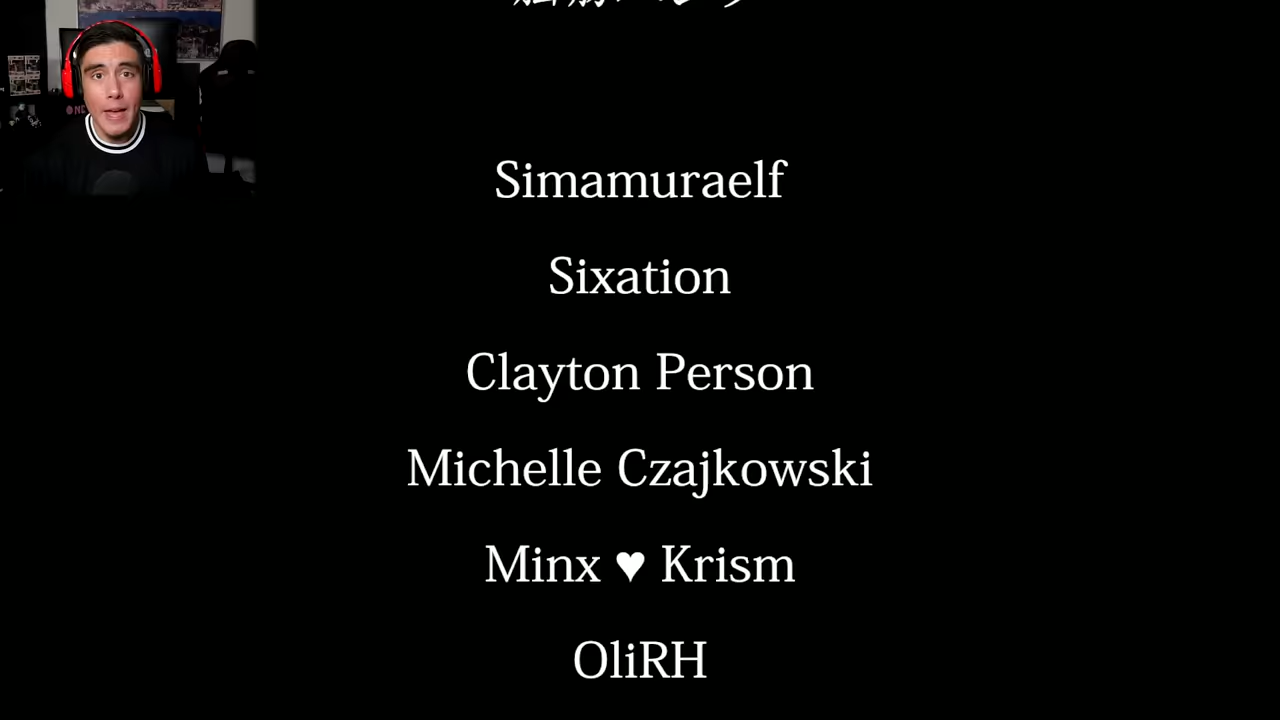 Simamuraelf
Sixation
Clayton Person
Michelle Czajkowski
Minx ♥ Krism
OliRH